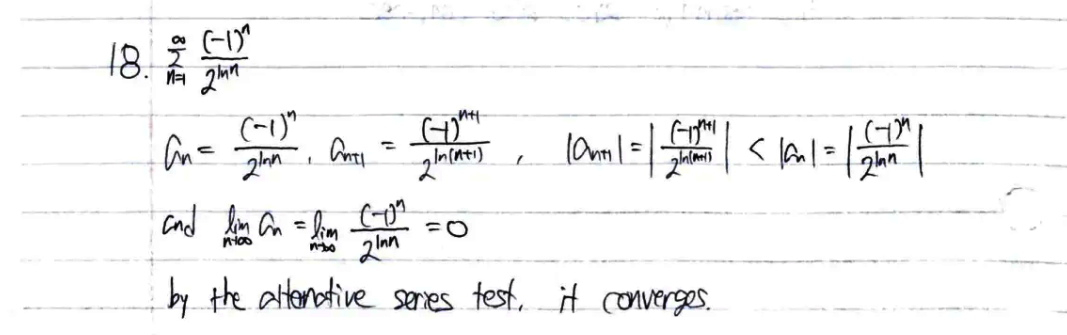 18. \sum_{n=1}^{\infty} \frac{(-1)^n}{2^{\ln n}}
a_n = \frac{(-1)^n}{2^{\ln n}}, a_{n+1} = \frac{(-1)^{n+1}}{2^{\ln(n+1)}}, |a_{n+1}| = \left|\frac{(-1)^{n+1}}{2^{\ln(n+1)}}\right| < |a_n| = \left|\frac{(-1)^n}{2^{\ln n}}\right|
and \lim_{n\to\infty} a_n = \lim_{n\to\infty} \frac{(-1)^n}{2^{\ln n}} = 0
by the alternative series test, it converges.